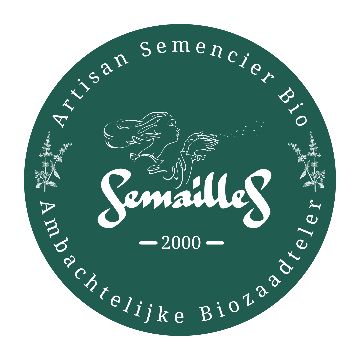 Artisan Semencier Bio
SemailleS
2000
Ambachtelijke Biozaadteler